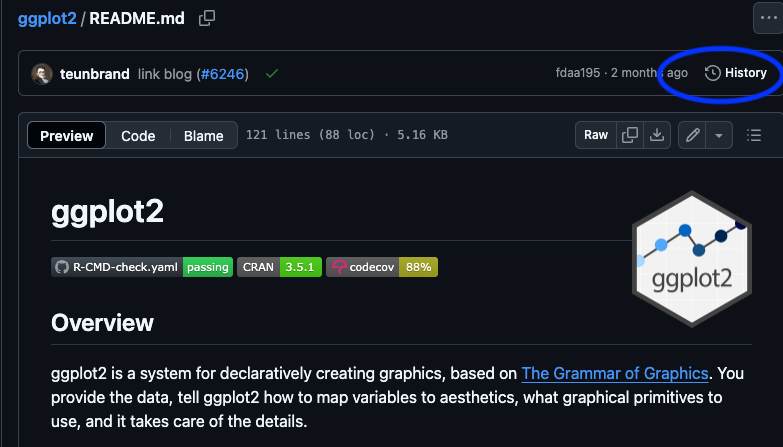 ggplot2 / README.md
teunbrand link blog (#6246) fdaa195 · 2 months ago History
Preview Code Blame 121 lines (88 loc) · 5.16 KB Raw
ggplot2
R-CMD-check.yaml passing CRAN 3.5.1 codecov 88%
ggplot2
Overview
ggplot2 is a system for declaratively creating graphics, based on The Grammar of Graphics. You
provide the data, tell ggplot2 how to map variables to aesthetics, what graphical primitives to
use, and it takes care of the details.